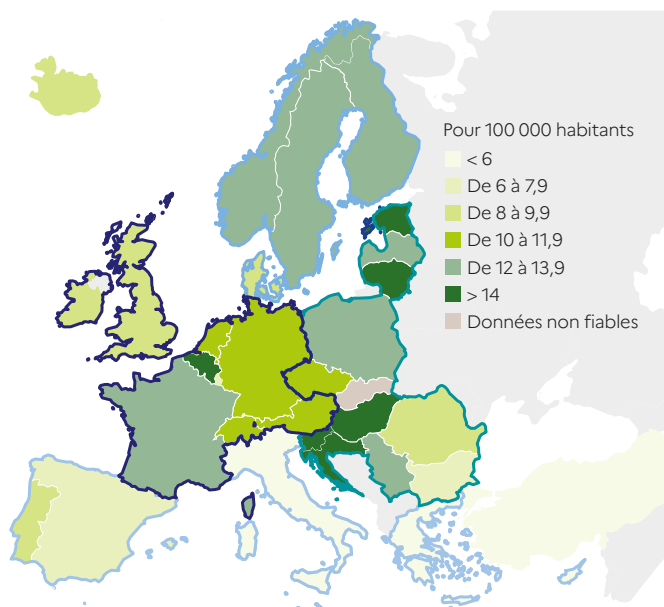 Pour 100 000 habitants
< 6
De 6 à 7,9
De 8 à 9,9
De 10 à 11,9
De 12 à 13,9
> 14
Données non fiables